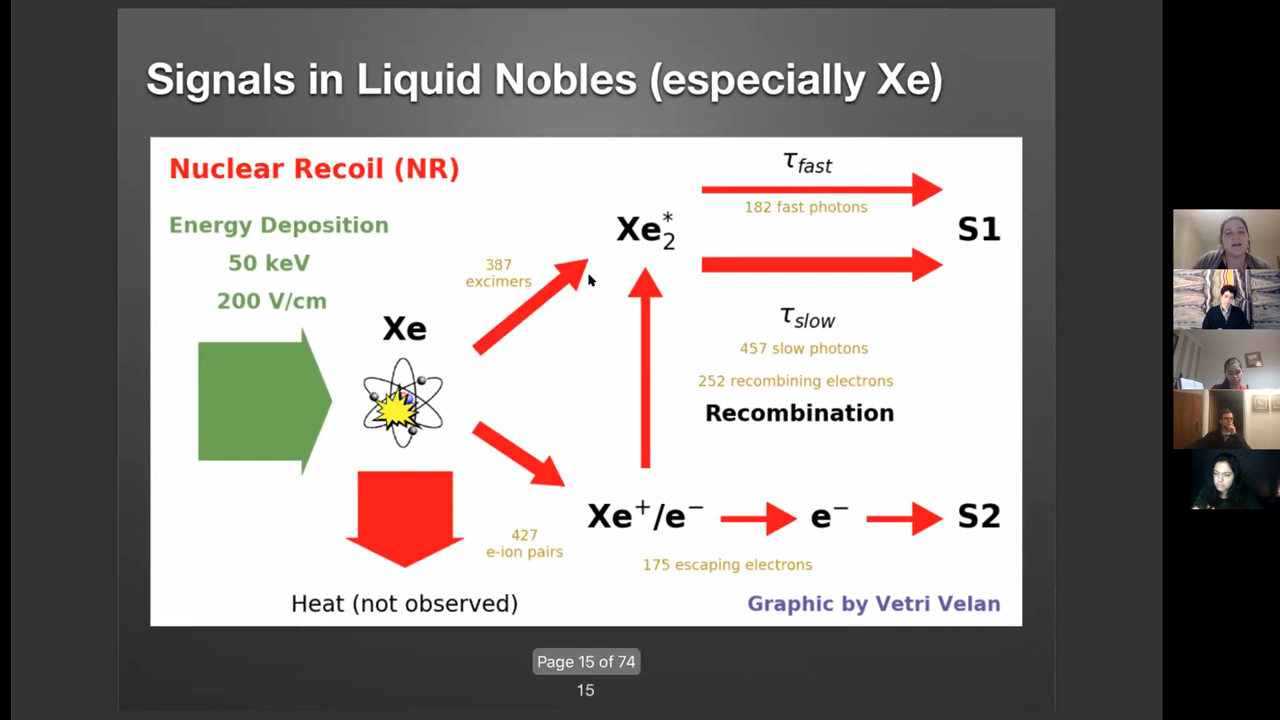 Signals in Liquid Nobles (especially Xe)
Nuclear Recoil (NR)
Energy Deposition
50 keV
200 V/cm
Xe
387
excimers
Xe₂*
τfast
182 fast photons
S1
τslow
457 slow photons
252 recombining electrons
Recombination
427
e-ion pairs
Xe⁺/e⁻
e⁻
S2
175 escaping electrons
Heat (not observed)
Graphic by Vetri Velan
Page 15 of 74
15